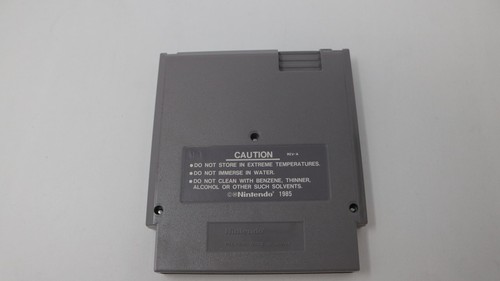 CAUTION
REV-A
●DO NOT STORE IN EXTREME TEMPERATURES.
●DO NOT IMMERSE IN WATER.
●DO NOT CLEAN WITH BENZENE, THINNER,
ALCOHOL OR OTHER SUCH SOLVENTS.
©®Nintendo® 1985